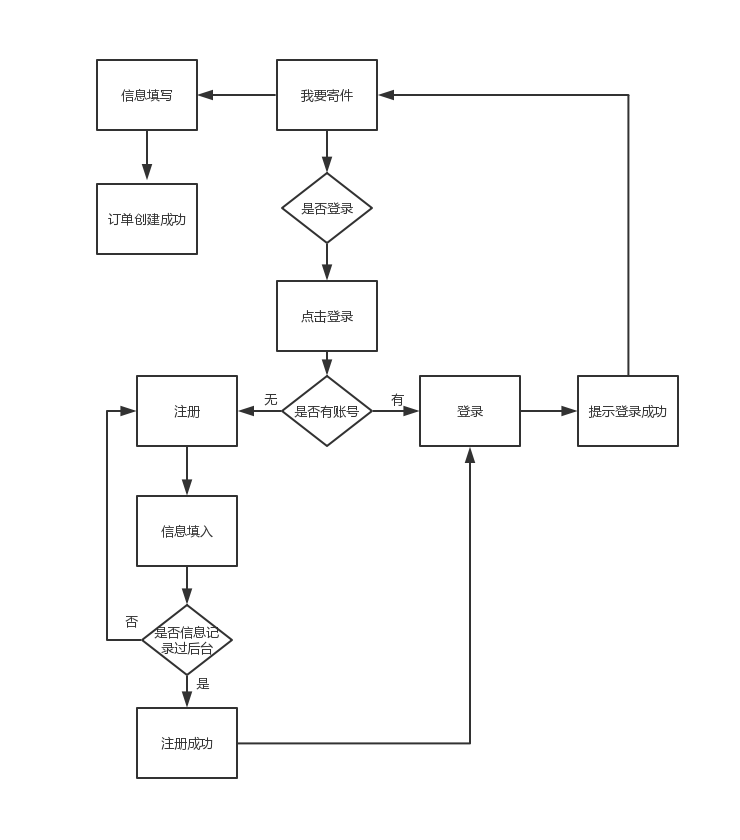 信息填写
我要寄件
订单创建成功
是否登录
点击登录
无
有
注册
是否有账号
登录
提示登录成功
信息填入
否
是否信息记
录过后台
是
注册成功